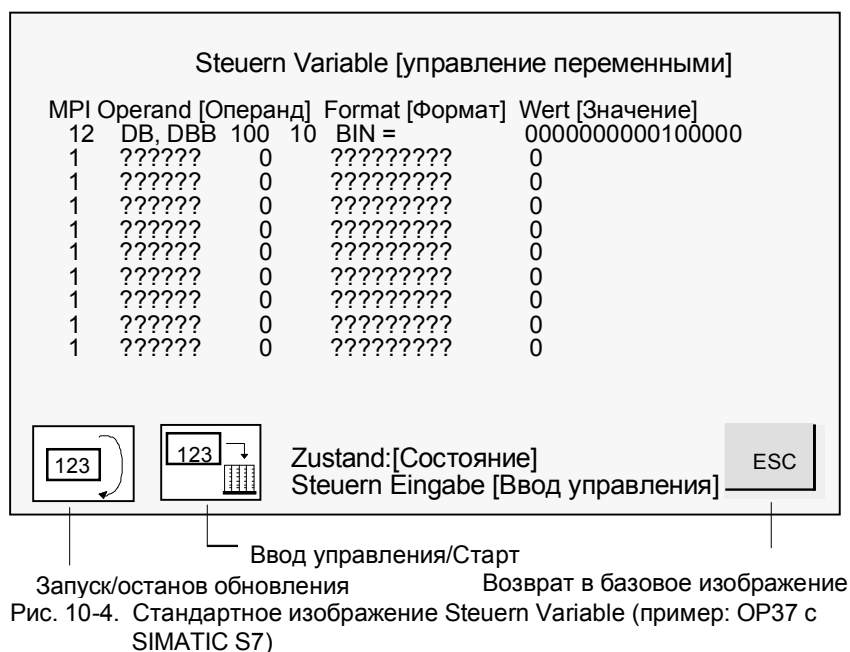 Steuern Variable [управление переменными]
MPI Operand [Операнд] Format [Формат] Wert [Значение]
12 DB, DBB 100 10 BIN = 0000000000100000
1 ?????? 0 ????????? 0
1 ?????? 0 ????????? 0
1 ?????? 0 ????????? 0
1 ?????? 0 ????????? 0
1 ?????? 0 ????????? 0
1 ?????? 0 ????????? 0
1 ?????? 0 ????????? 0
1 ?????? 0 ????????? 0
1 ?????? 0 ????????? 0
123
123
Zustand:[Состояние]
Steuern Eingabe [Ввод управления]
ESC
Ввод управления/Старт
Запуск/останов обновления
Возврат в базовое изображение
Рис. 10-4. Стандартное изображение Steuern Variable (пример: OP37 с
SIMATIC S7)